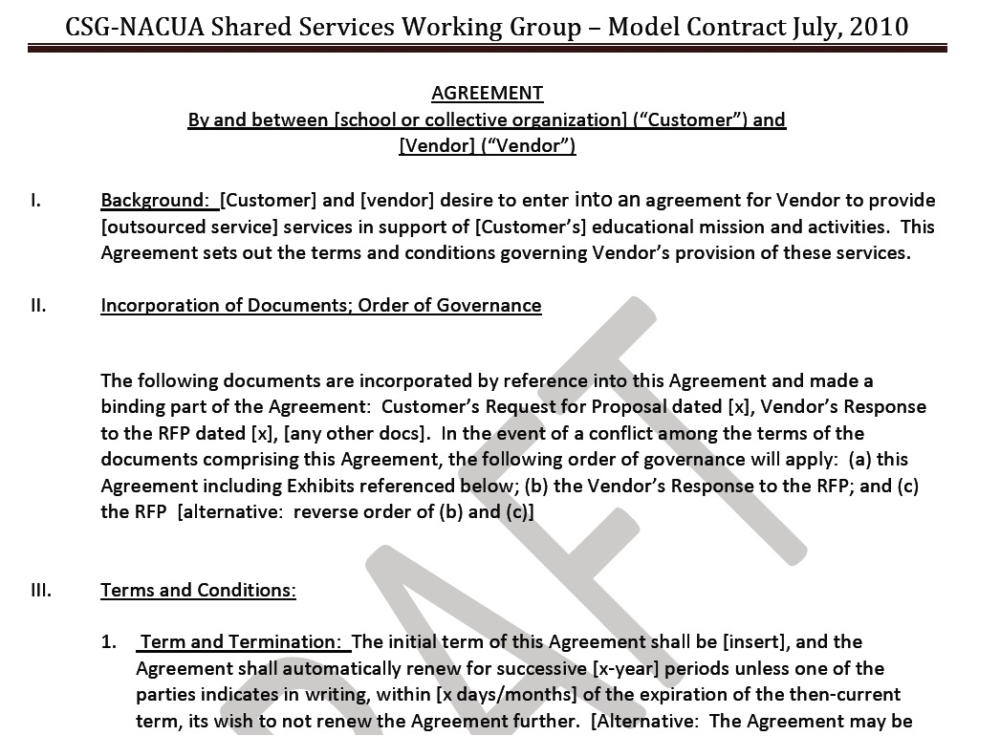 CSG-NACUA Shared Services Working Group – Model Contract July, 2010
AGREEMENT
By and between [school or collective organization] (“Customer”) and
[Vendor] (“Vendor”)
I. Background: [Customer] and [vendor] desire to enter into an agreement for Vendor to provide
[outsourced service] services in support of [Customer’s] educational mission and activities. This
Agreement sets out the terms and conditions governing Vendor’s provision of these services.
II. Incorporation of Documents; Order of Governance
The following documents are incorporated by reference into this Agreement and made a
binding part of the Agreement: Customer’s Request for Proposal dated [x], Vendor’s Response
to the RFP dated [x], [any other docs]. In the event of a conflict among the terms of the
documents comprising this Agreement, the following order of governance will apply: (a) this
Agreement including Exhibits referenced below; (b) the Vendor’s Response to the RFP; and (c)
the RFP [alternative: reverse order of (b) and (c)]
III. Terms and Conditions:
1. Term and Termination: The initial term of this Agreement shall be [insert], and the
Agreement shall automatically renew for successive [x-year] periods unless one of the
parties indicates in writing, within [x days/months] of the expiration of the then-current
term, its wish to not renew the Agreement further. [Alternative: The Agreement may be
DRAFT